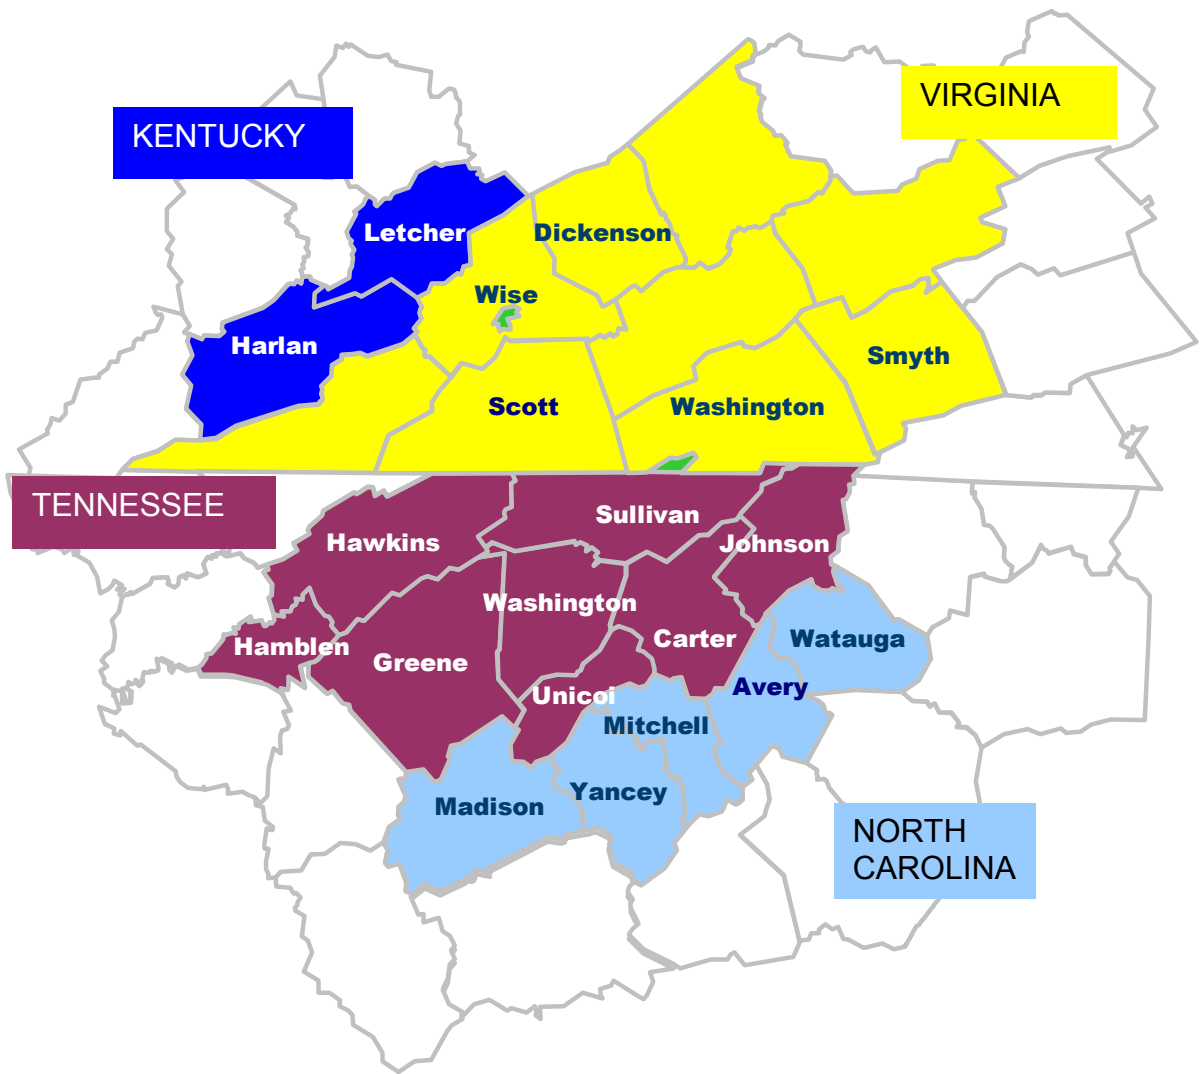 VIRGINIA
KENTUCKY
Letcher
Dickenson
Wise
Harlan
Smyth
Scott
Washington
TENNESSEE
Sullivan
Hawkins
Johnson
Washington
Hamblen
Carter
Watauga
Greene
Avery
Unicoi
Mitchell
Yancey
Madison
NORTH
CAROLINA